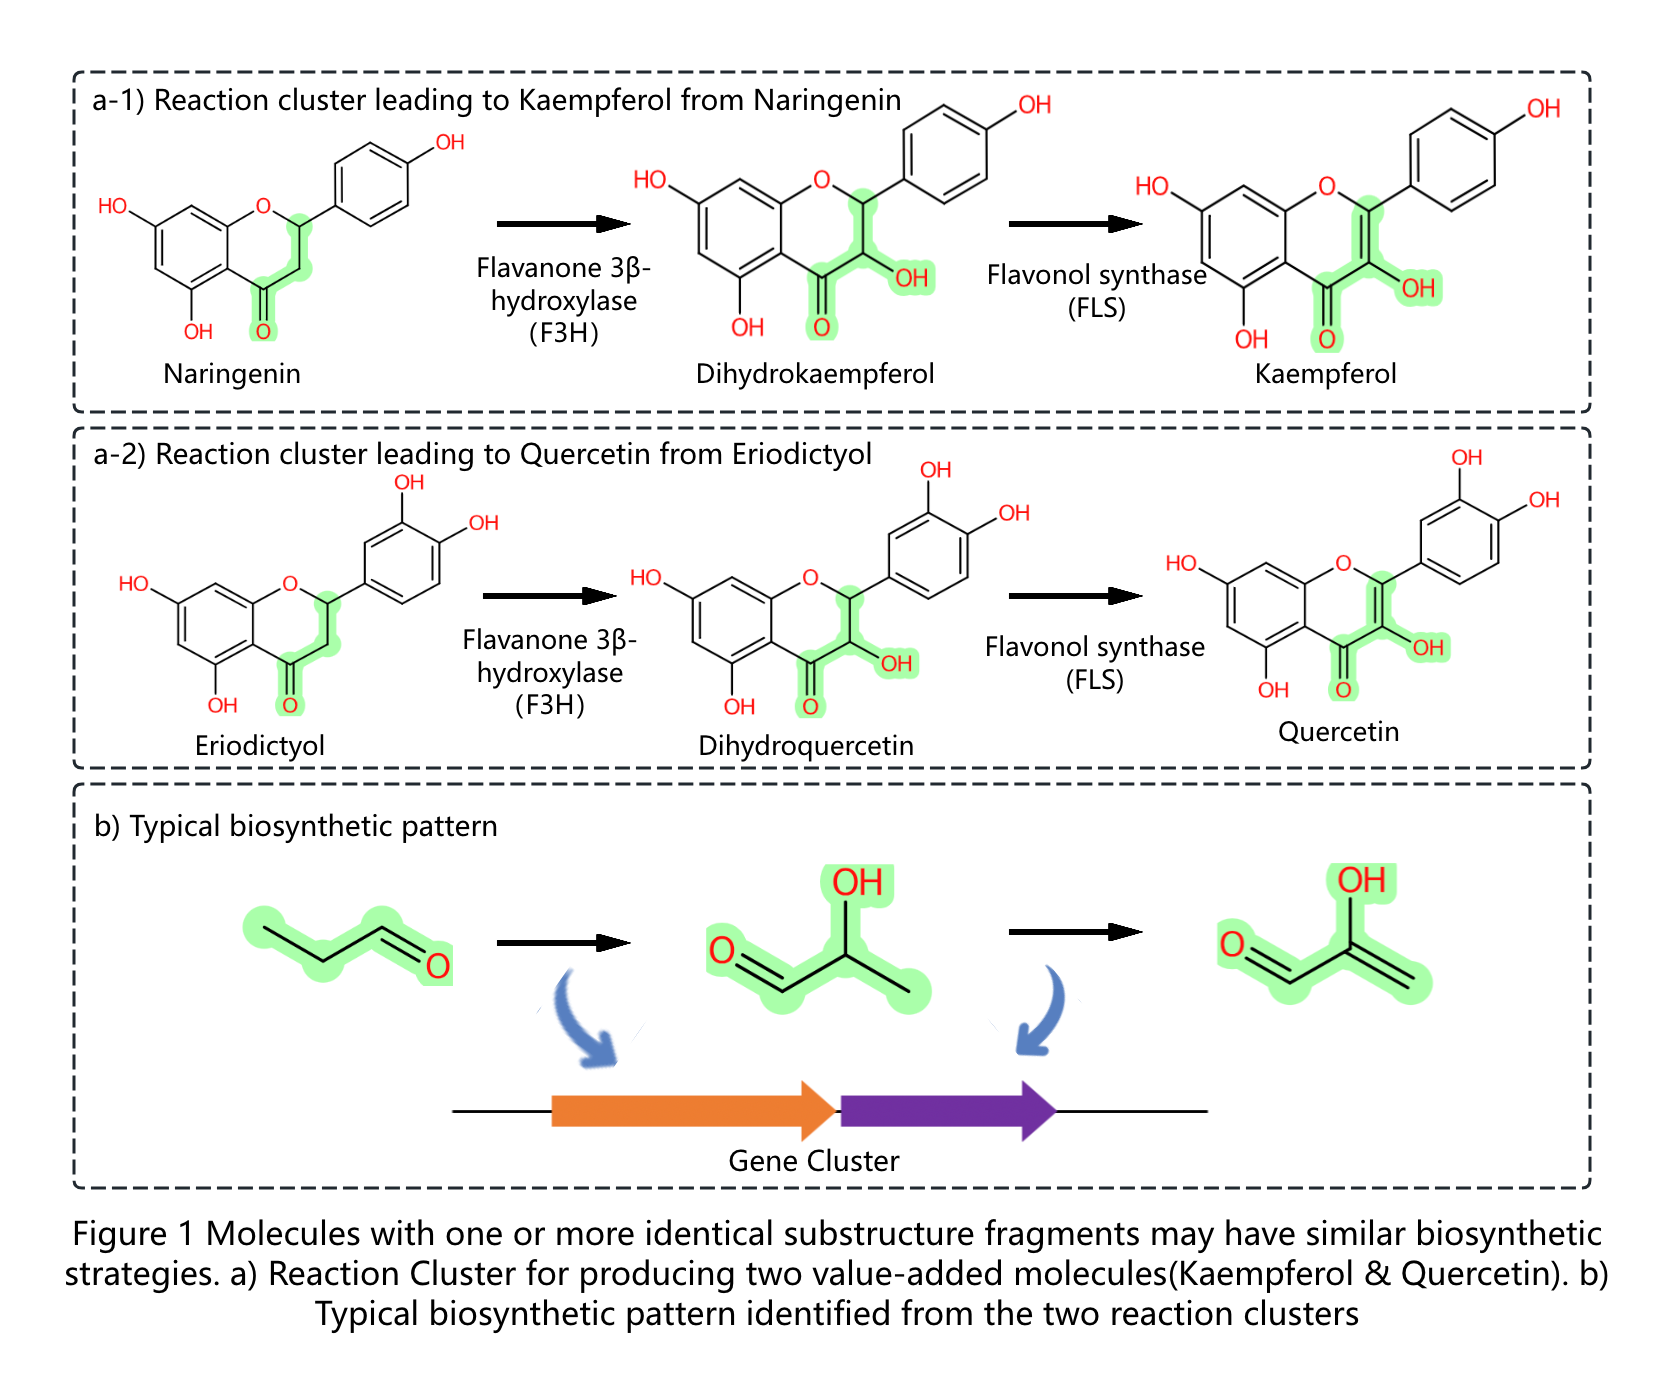 a-1) Reaction cluster leading to Kaempferol from Naringenin
OH
HO
O
OH
O
Naringenin
Flavanone 3β-
hydroxylase
(F3H)
OH
HO
O
OH
OH
O
Dihydrokaempferol
Flavonol synthase
(FLS)
OH
HO
O
OH
OH
O
Kaempferol
a-2) Reaction cluster leading to Quercetin from Eriodictyol
OH
OH
HO
O
OH
O
Eriodictyol
Flavanone 3β-
hydroxylase
(F3H)
OH
OH
HO
O
OH
OH
O
Dihydroquercetin
Flavonol synthase
(FLS)
OH
OH
HO
O
OH
OH
O
Quercetin
b) Typical biosynthetic pattern
O
OH
O
OH
O
Gene Cluster
Figure 1 Molecules with one or more identical substructure fragments may have similar biosynthetic
strategies. a) Reaction Cluster for producing two value-added molecules(Kaempferol & Quercetin). b)
Typical biosynthetic pattern identified from the two reaction clusters